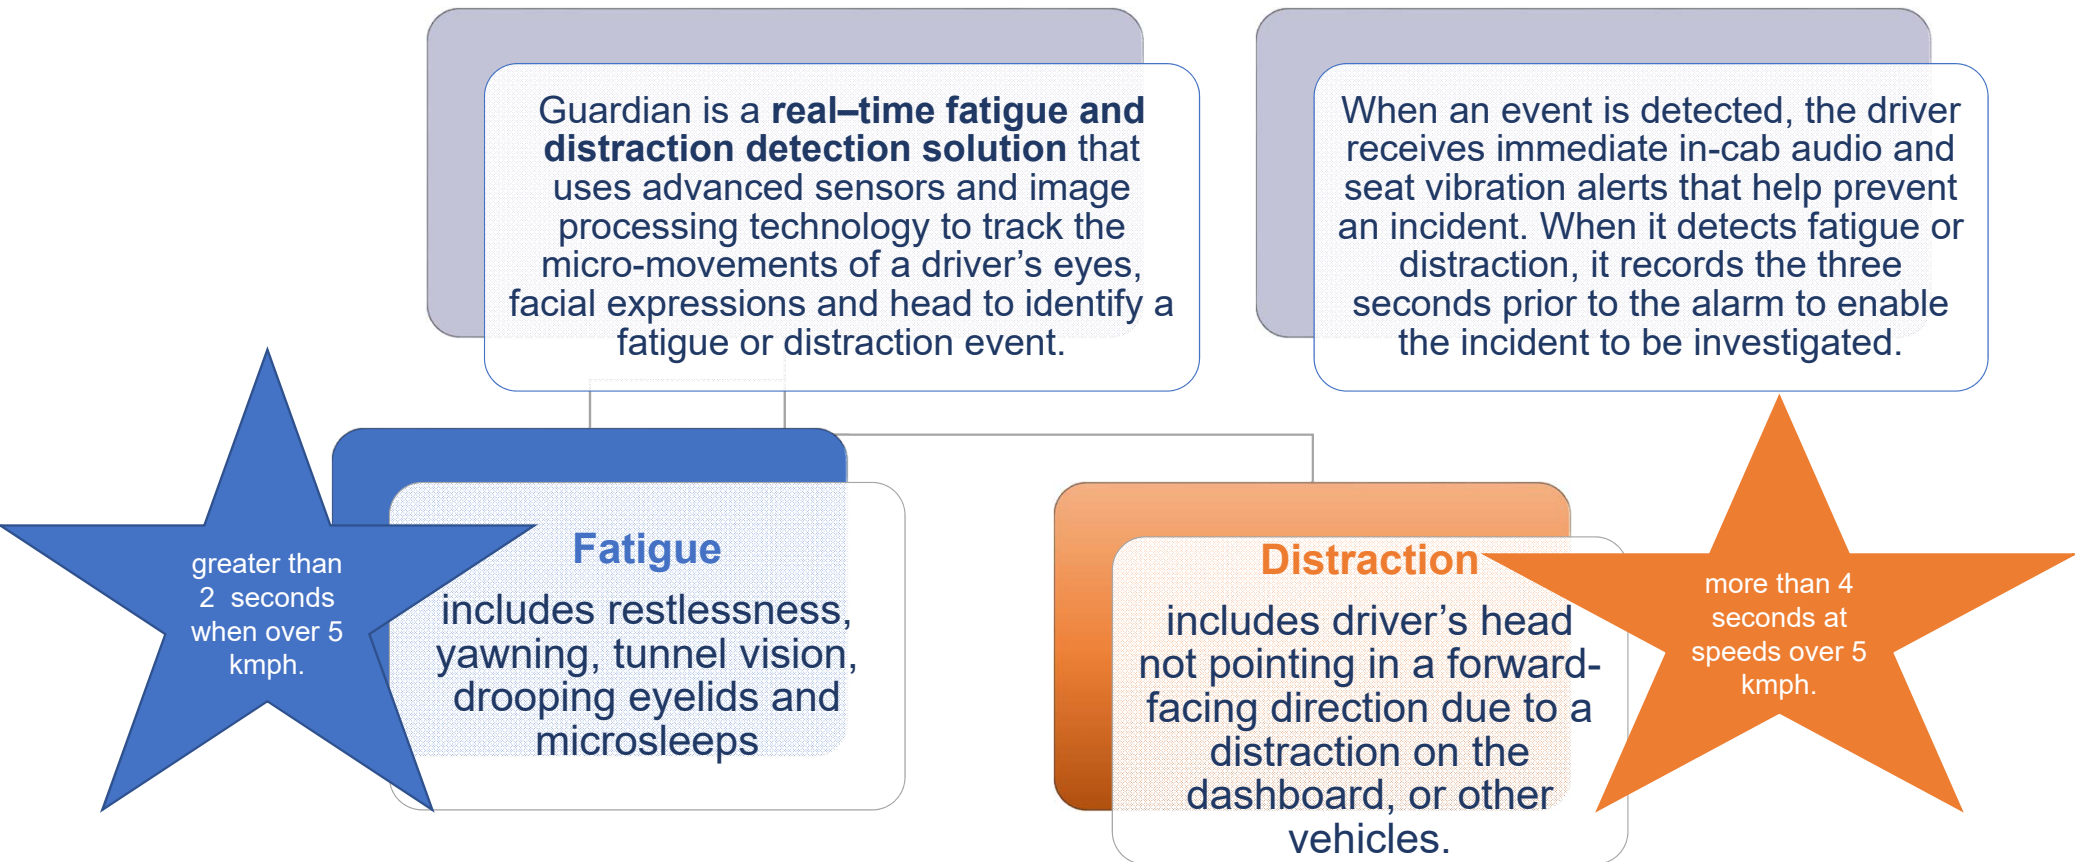 Guardian is a real–time fatigue and
distraction detection solution that
uses advanced sensors and image
processing technology to track the
micro-movements of a driver’s eyes,
facial expressions and head to identify a
fatigue or distraction event.
When an event is detected, the driver
receives immediate in-cab audio and
seat vibration alerts that help prevent
an incident. When it detects fatigue or
distraction, it records the three
seconds prior to the alarm to enable
the incident to be investigated.
greater than
2 seconds
when over 5
kmph.
Fatigue
includes restlessness,
yawning, tunnel vision,
drooping eyelids and
microsleeps
Distraction
includes driver’s head
not pointing in a forward-
facing direction due to a
distraction on the
dashboard, or other
vehicles.
more than 4
seconds at
speeds over 5
kmph.